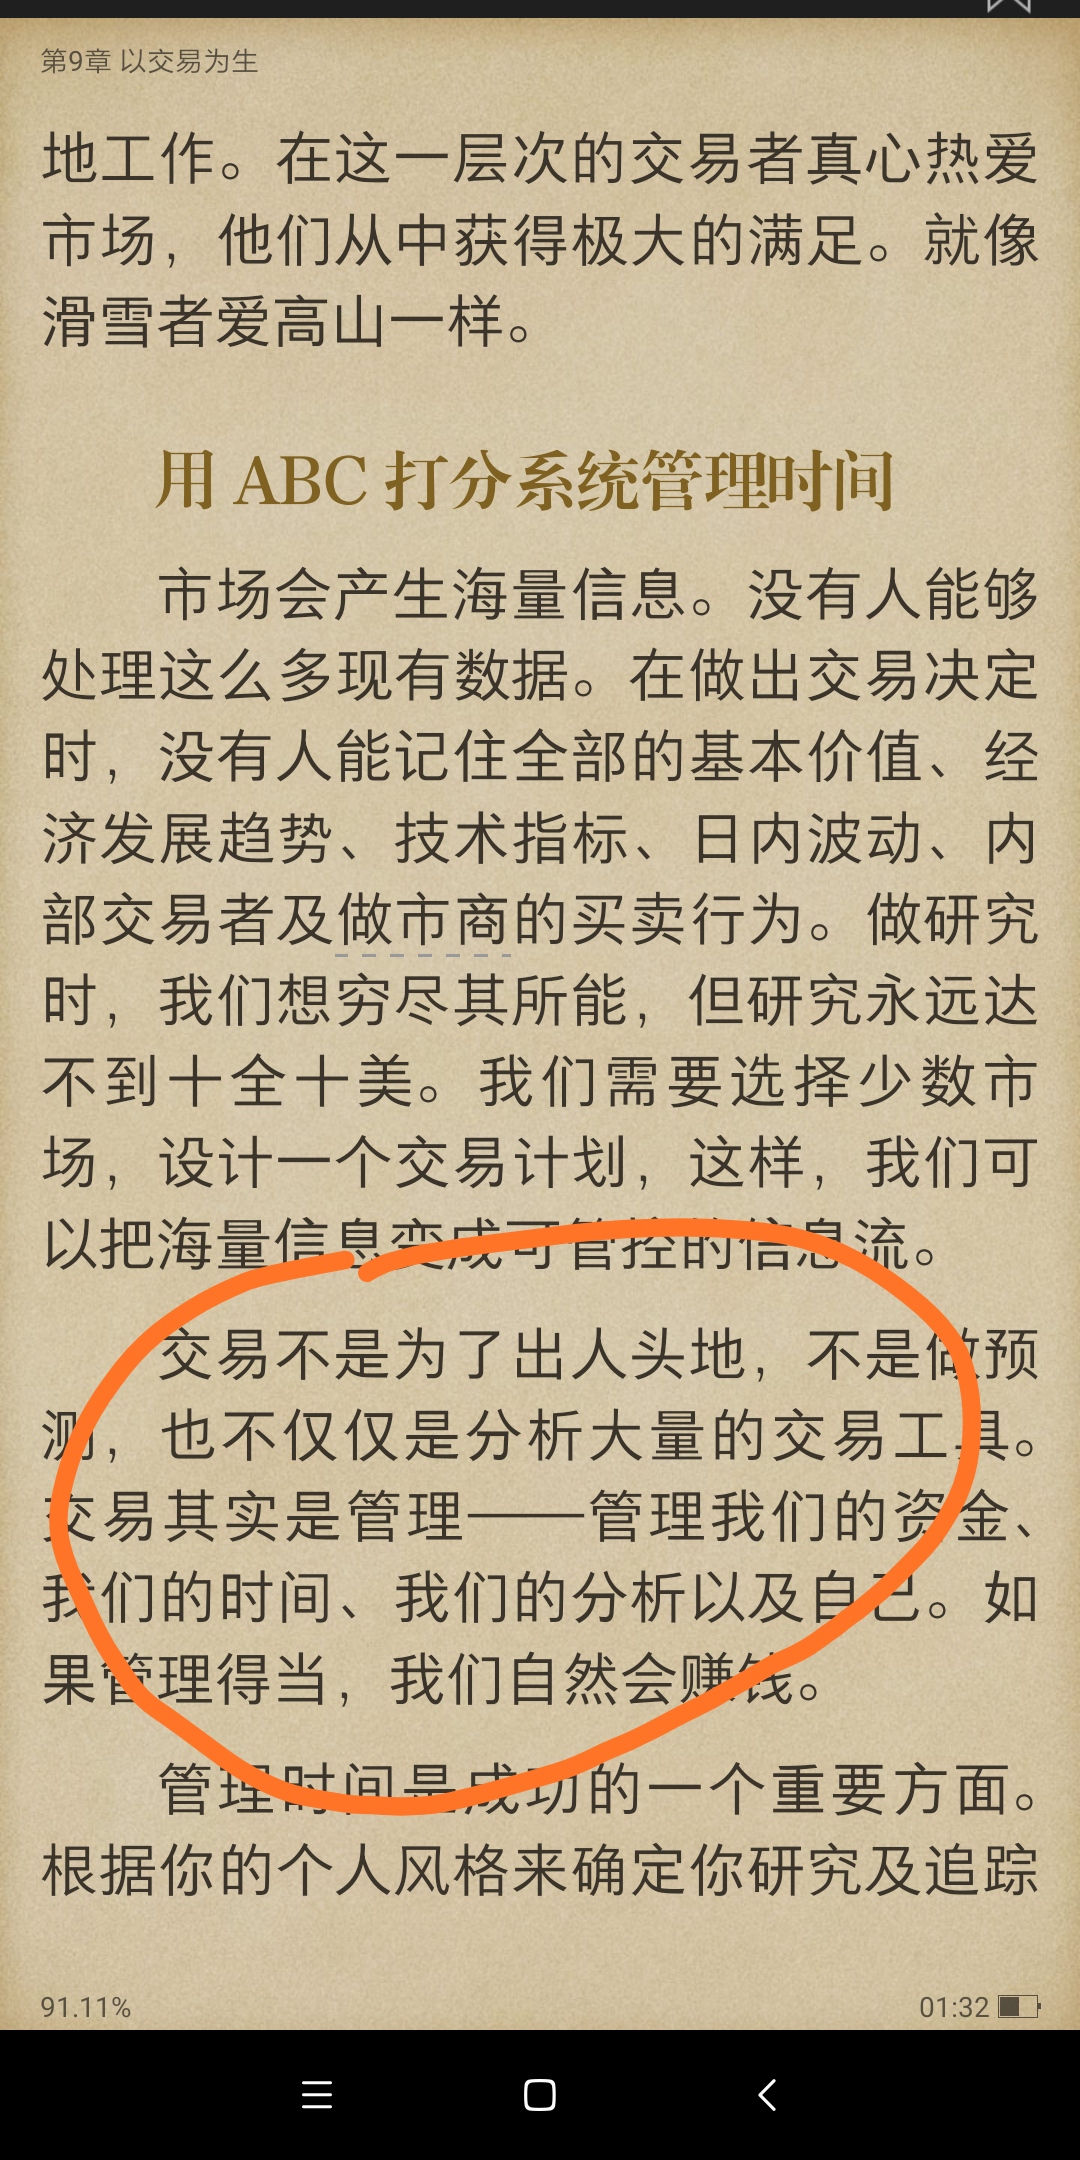 第9章 以交易为生
地工作。在这一层次的交易者真心热爱
市场，他们从中获得极大的满足。就像
滑雪者爱高山一样。
用 ABC 打分系统管理时间
市场会产生海量信息。没有人能够
处理这么多现有数据。在做出交易决定
时，没有人能记住全部的基本价值、经
济发展趋势、技术指标、日内波动、内
部交易者及做市商的买卖行为。做研究
时，我们想穷尽其所能，但研究永远达
不到十全十美。我们需要选择少数市
场，设计一个交易计划，这样，我们可
以把海量信息变成可管控的信息流。
交易不是为了出人头地，不是做预
测，也不仅仅是分析大量的交易工具。
交易其实是管理——管理我们的资金、
我们的时间、我们的分析以及自己。如
果管理得当，我们自然会赚钱。
管理时间是成功的一个重要方面。
根据你的个人风格来确定你研究及追踪
91.11%
01:32